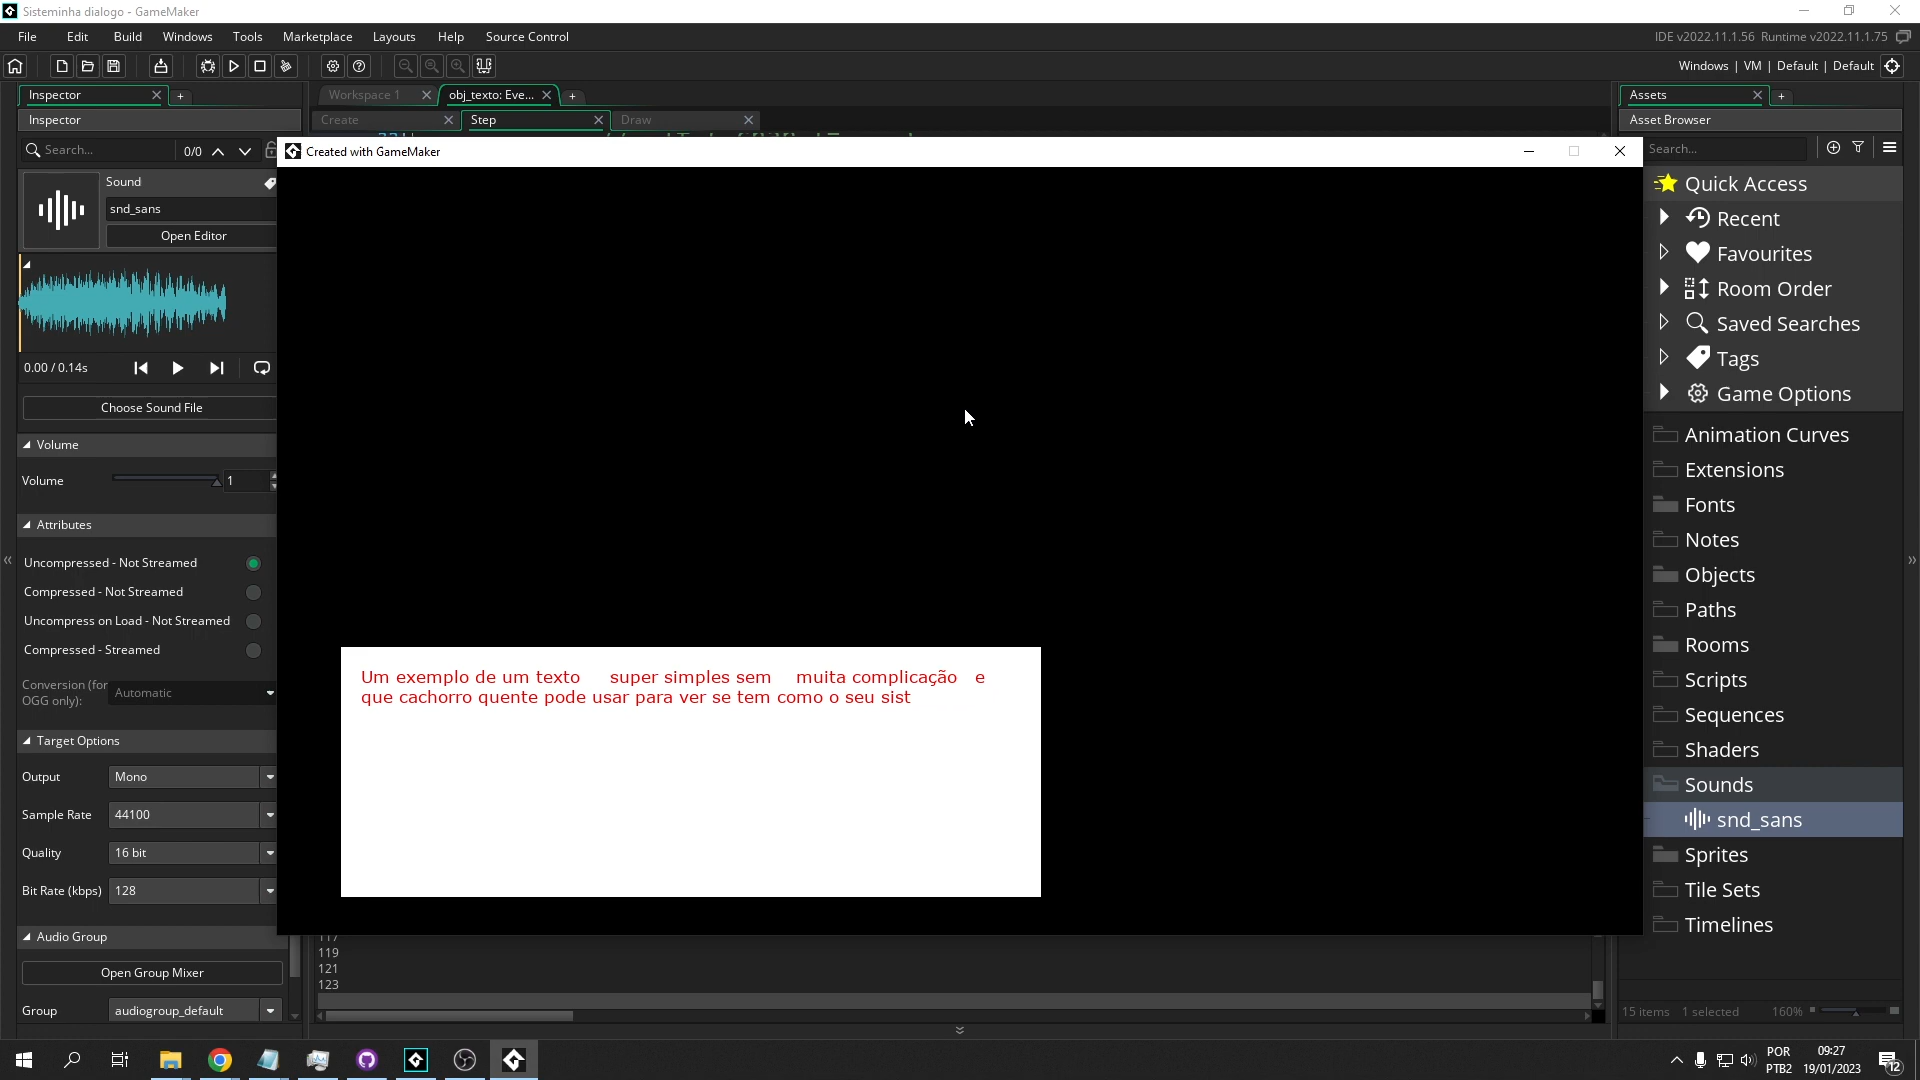 Sisteminha dialogo - GameMaker
File Edit Build Windows Tools Marketplace Layouts Help Source Control
IDE v2022.11.1.56 Runtime v2022.11.1.75
Windows | VM | Default | Default
Inspector
Workspace 1
obj_texto: Eve...
Assets
Inspector
Create
Step
Draw
Asset Browser
Search...
0/0
Created with GameMaker
Search...
Sound
snd_sans
Open Editor
0.00 / 0.14s
Choose Sound File
Volume
Volume 1
Attributes
Uncompressed - Not Streamed
Compressed - Not Streamed
Uncompress on Load - Not Streamed
Compressed - Streamed
Conversion (for OGG only): Automatic
Target Options
Output Mono
Sample Rate 44100
Quality 16 bit
Bit Rate (kbps) 128
Audio Group
Open Group Mixer
Group audiogroup_default
Um exemplo de um texto super simples sem muita complicação e
que cachorro quente pode usar para ver se tem como o seu sist
119
121
123
Quick Access
Recent
Favourites
Room Order
Saved Searches
Tags
Game Options
Animation Curves
Extensions
Fonts
Notes
Objects
Paths
Rooms
Scripts
Sequences
Shaders
Sounds
snd_sans
Sprites
Tile Sets
Timelines
15 items 1 selected 160%
POR
PTB2
09:27
19/01/2023
12